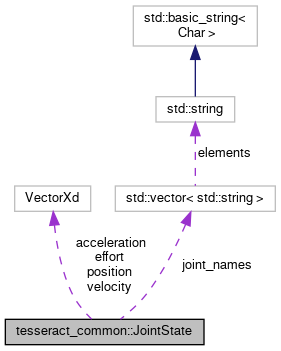 std::basic_string<
Char >
std::string
elements
VectorXd
std::vector< std::string >
acceleration
effort
position
velocity
joint_names
tesseract_common::JointState